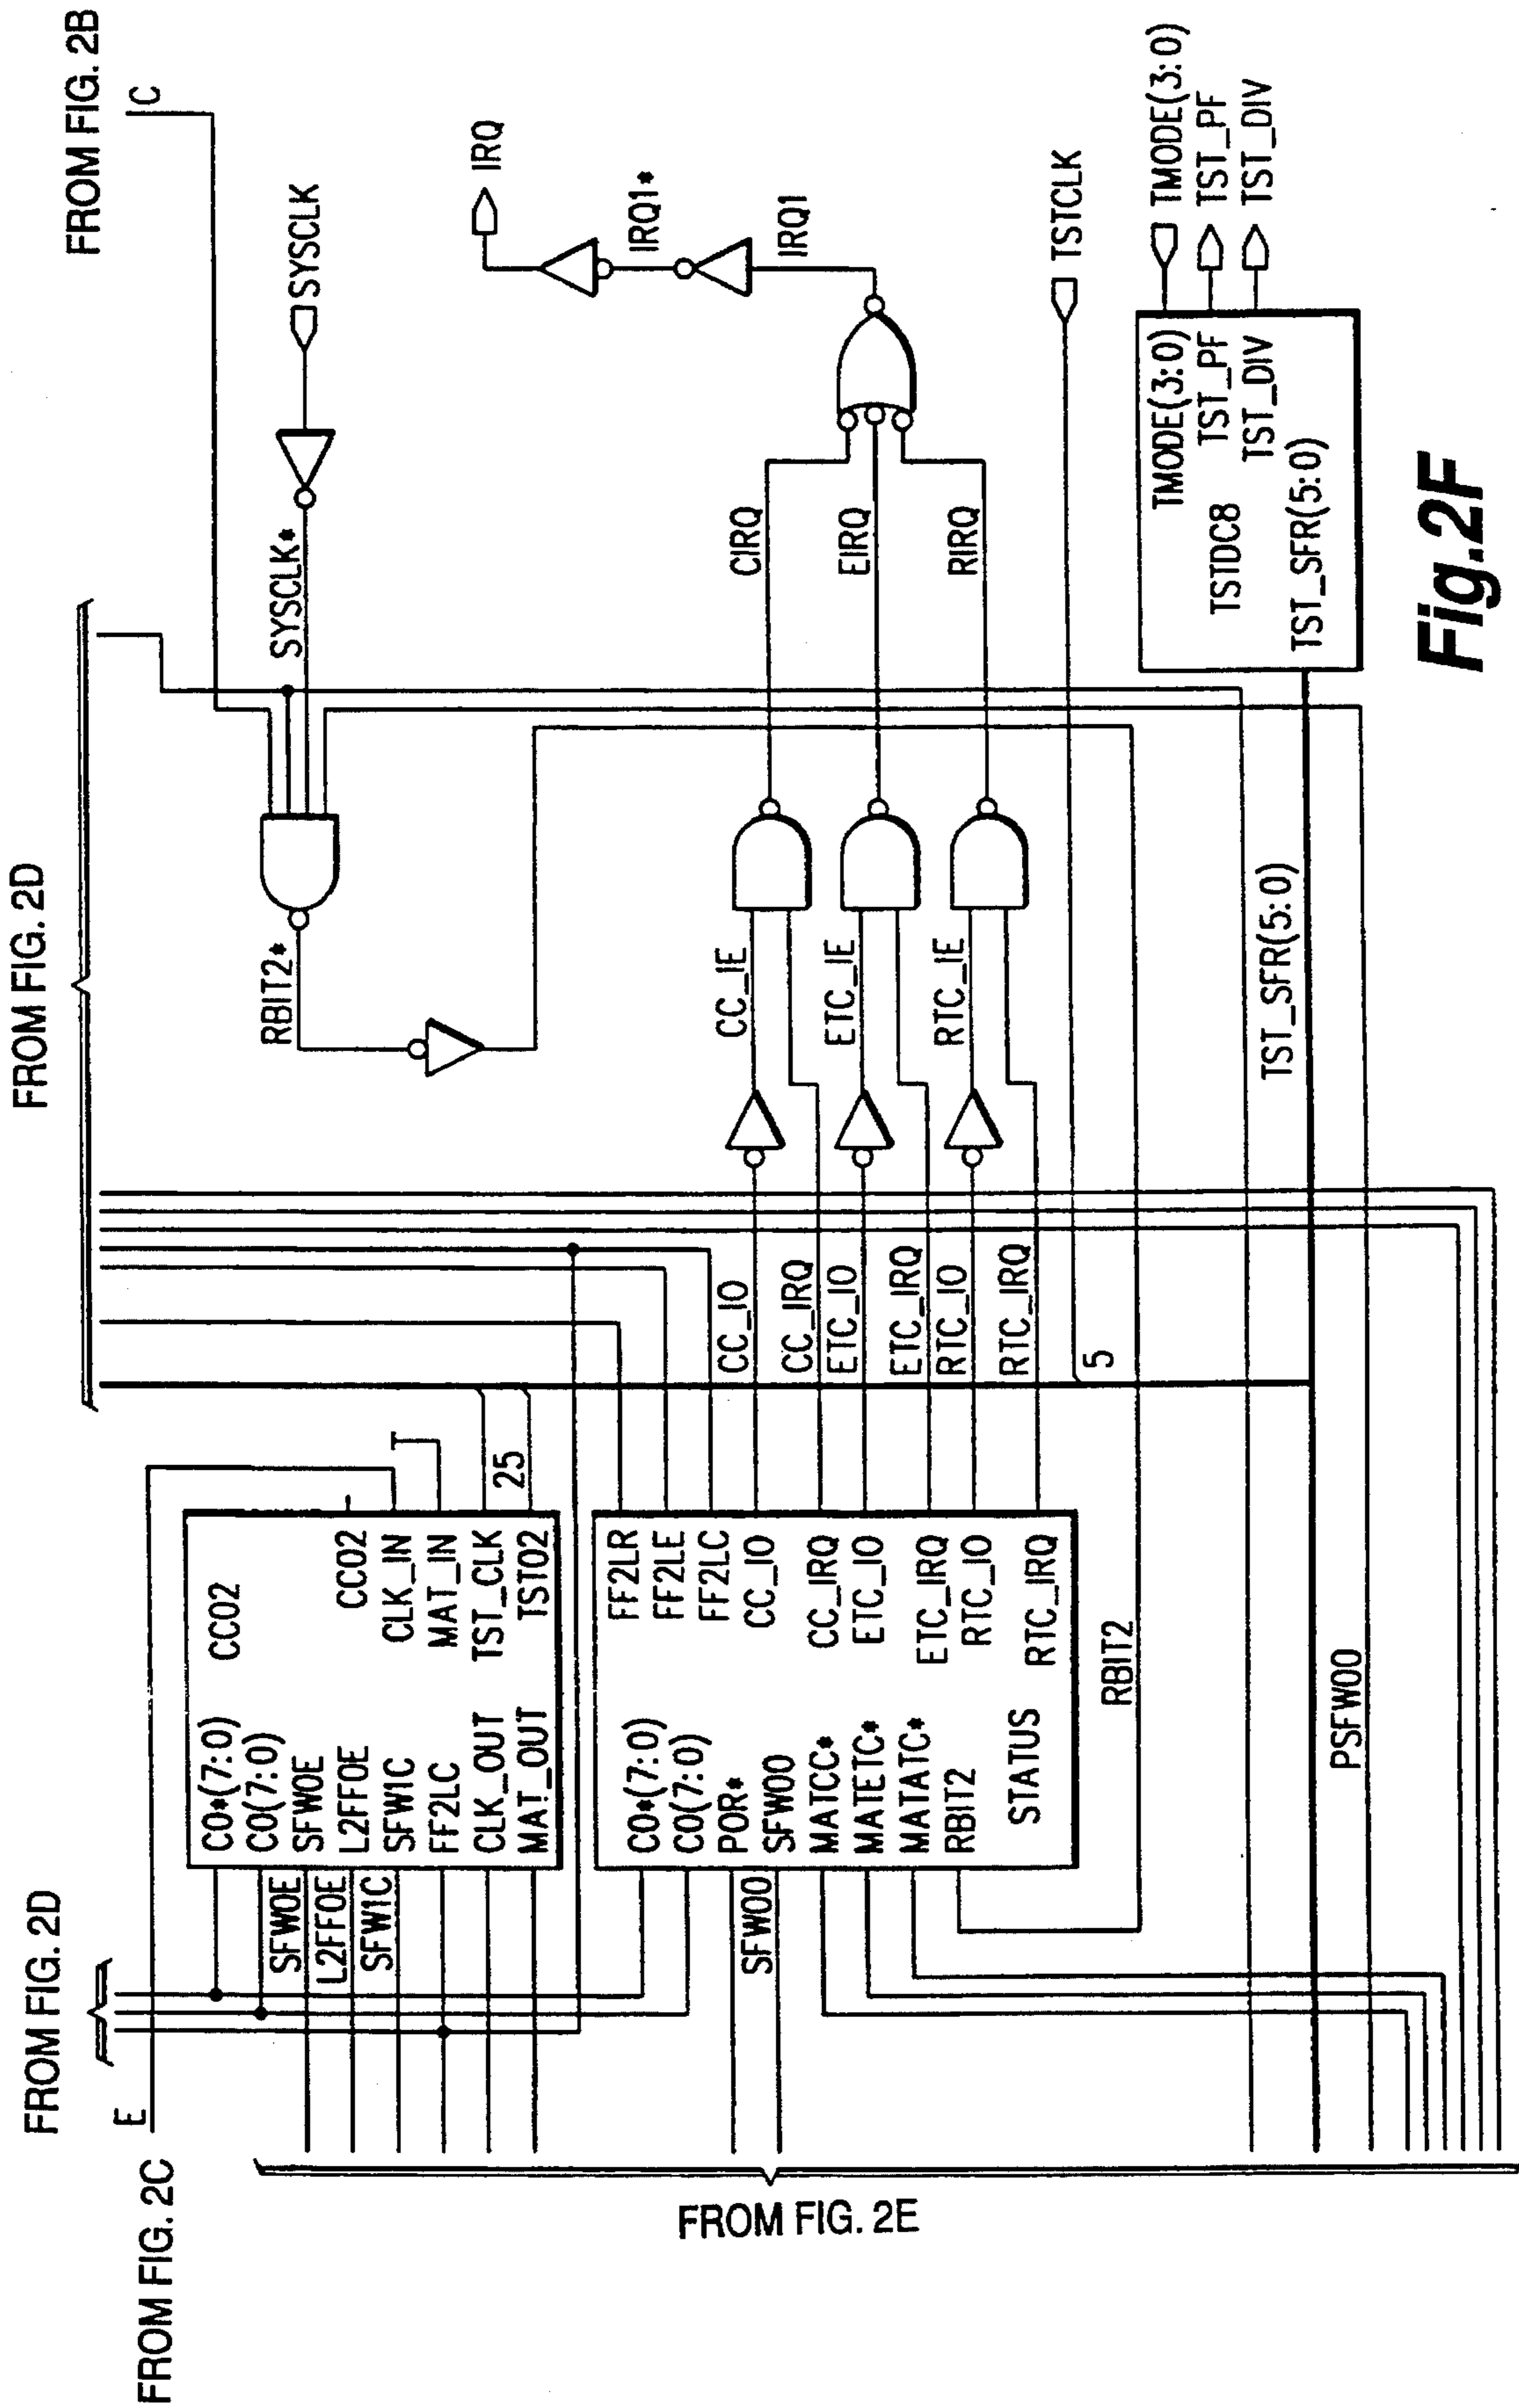 FROM FIG. 2C
E
FROM FIG. 2D
FROM FIG. 2D
FROM FIG. 2B
C
CC02
CO*(7:0)
CO(7:0)
SFW0E
L2FF0E
SFW1C
FF2LC
CLK_OUT
MAT_OUT
CC02
CLK_IN
MAT_IN
TST_CLK
TST02
SFW0E
L2FF0E
SFW1C
25
RBIT2*
SYSCLK*
SYSCLK
CO*(7:0)
CO(7:0)
POR*
SFW00
MATCC*
MATETC*
MATATC*
RBIT2
STATUS
FF2LR
FF2LE
FF2LC
CC_IO
CC_IRQ
ETC_IO
ETC_IRQ
RTC_IO
RTC_IRQ
SFW00
CC_IO
CC_IRQ
ETC_IO
ETC_IRQ
RTC_IO
RTC_IRQ
CC_IE
ETC_IE
RTC_IE
CIRQ
EIRQ
RIRQ
IRQ1
IRQ1*
IRQ
5
TSTCLK
RBIT2
TST_SFR(5:0)
PSFW00
TMODE(3:0)
TSTDC8
TST_PF
TST_DIV
TST_SFR(5:0)
TMODE(3:0)
TST_PF
TST_DIV
FROM FIG. 2E
Fig.2F